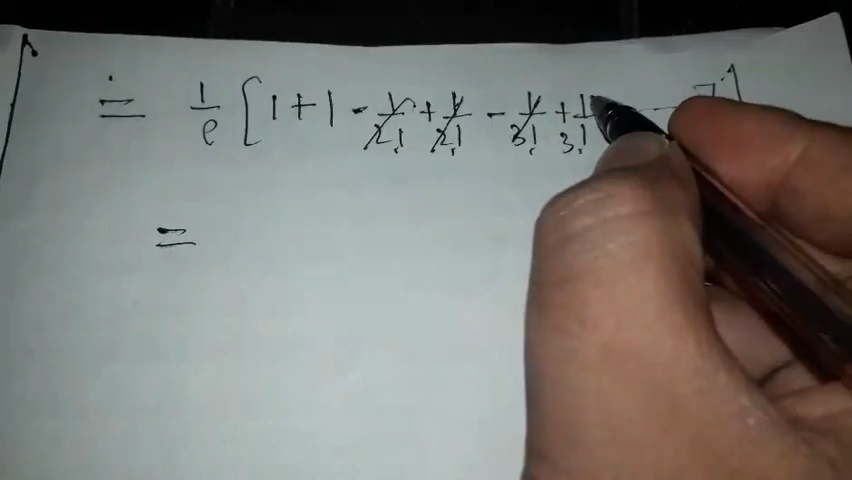 = 1/e [ 1 + 1 - 1/2! + 1/2! - 1/3! + 1/3! ----- ]
=